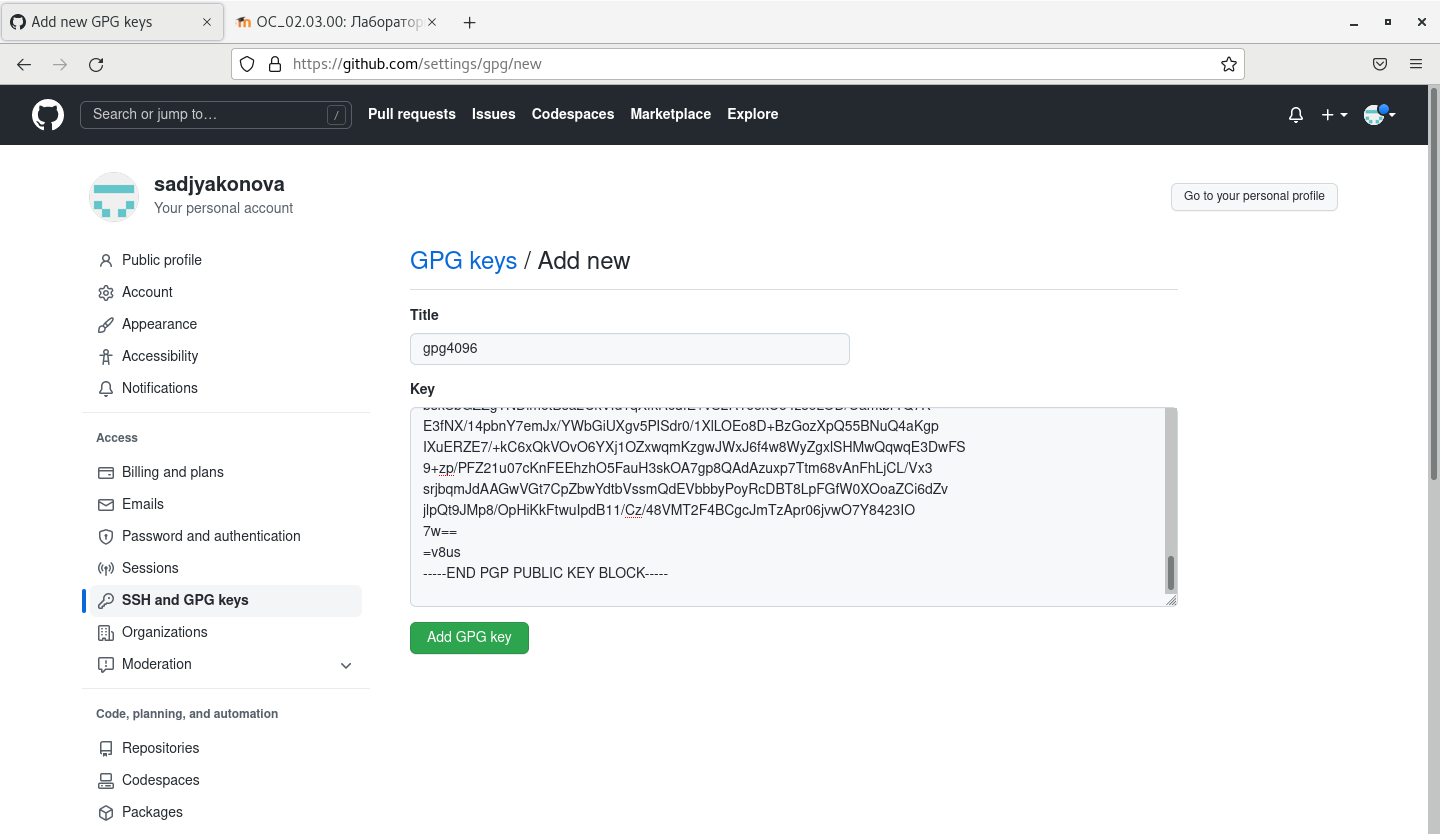 Add new GPG keys
ОС_02.03.00: Лаборатор
https://github.com/settings/gpg/new
Search or jump to…
/
Pull requests
Issues
Codespaces
Marketplace
Explore
sadjyakonova
Your personal account
Go to your personal profile
Public profile
Account
Appearance
Accessibility
Notifications
Access
Billing and plans
Emails
Password and authentication
Sessions
SSH and GPG keys
Organizations
Moderation
Code, planning, and automation
Repositories
Codespaces
Packages
GPG keys / Add new
Title
gpg4096
Key
E3fNX/14pbnY7emJx/YWbGiUXgv5PlSdr0/1XlLOEo8D+BzGozXpQ55BNuQ4aKgp
IXuERZE7/+kC6xQkVOvO6YXj1OZxwqmKzgwJWxJ6f4w8WyZgxlSHMwQqwqE3DwFS
9+zp/PFZ21u07cKnFEEhzhO5FauH3skOA7gp8QAdAzuxp7Ttm68vAnFhLjCL/Vx3
srjbqmJdAAGwVGt7CpZbwYdtbVssmQdEVbbbyPoyRcDBT8LpFGfW0XOoaZCi6dZv
jlpQt9JMp8/OpHiKkFtwuIpdB11/Cz/48VMT2F4BCgcJmTzApr06jvwO7Y8423IO
7w==
=v8us
-----END PGP PUBLIC KEY BLOCK-----
Add GPG key